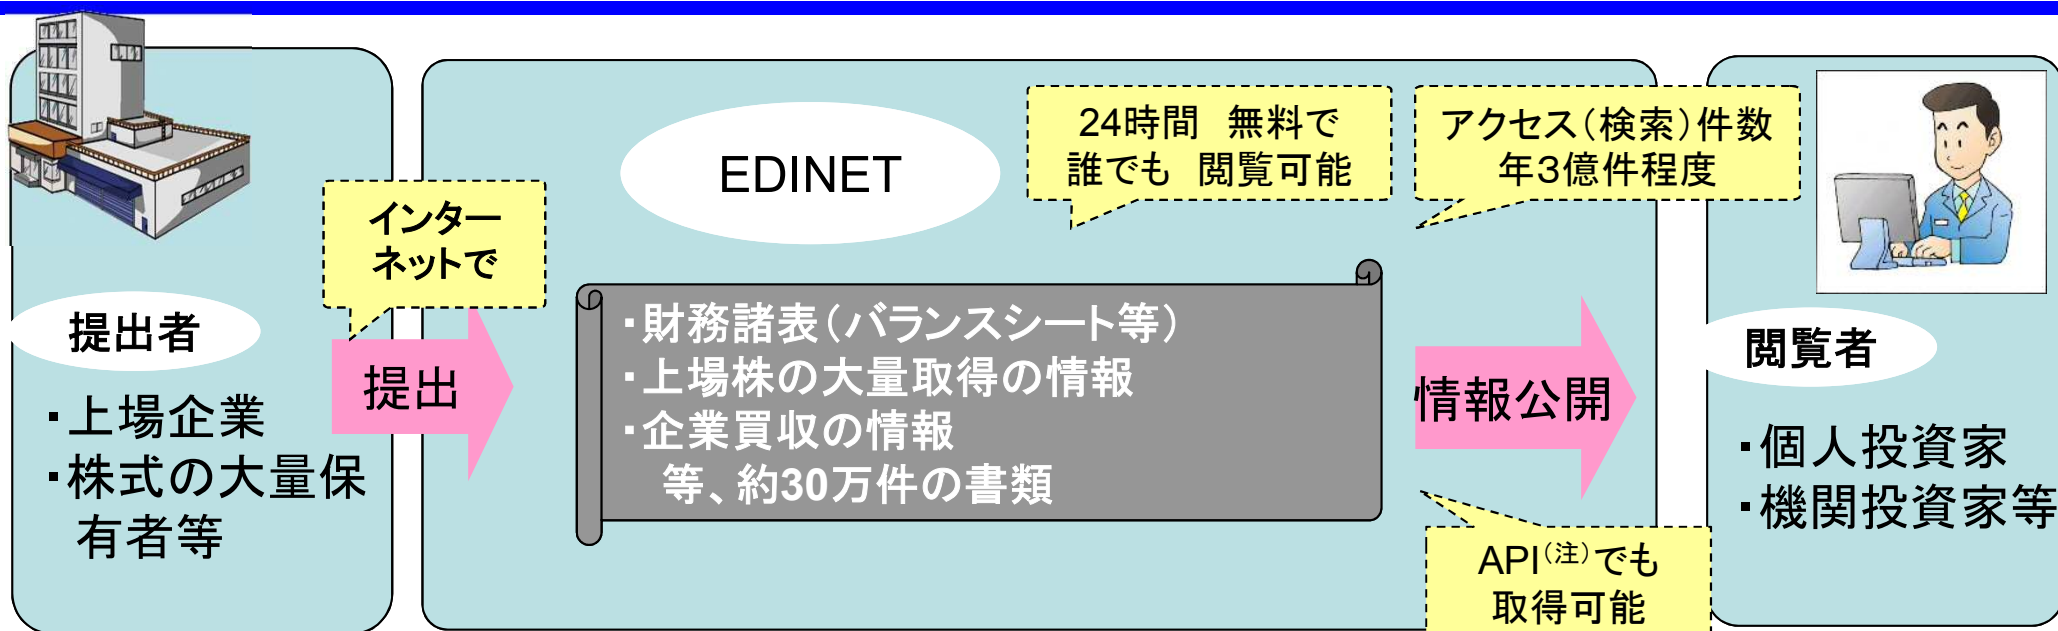 提出者
・上場企業
・株式の大量保
有者等
インター
ネットで
提出
EDINET
24時間　無料で
誰でも　閲覧可能
アクセス（検索）件数
年3億件程度
・財務諸表（バランスシート等）
・上場株の大量取得の情報
・企業買収の情報
等、約30万件の書類
情報公開
API（注）でも
取得可能
閲覧者
・個人投資家
・機関投資家等